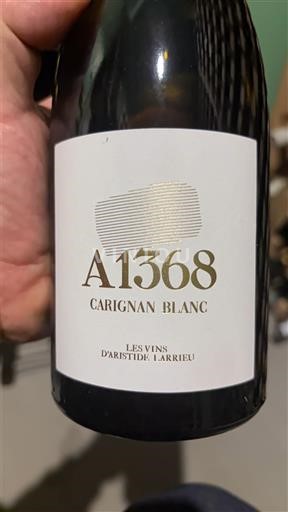 A1368
CARIGNAN BLANC
LES VINS
D'ARISTIDE LARRIEU